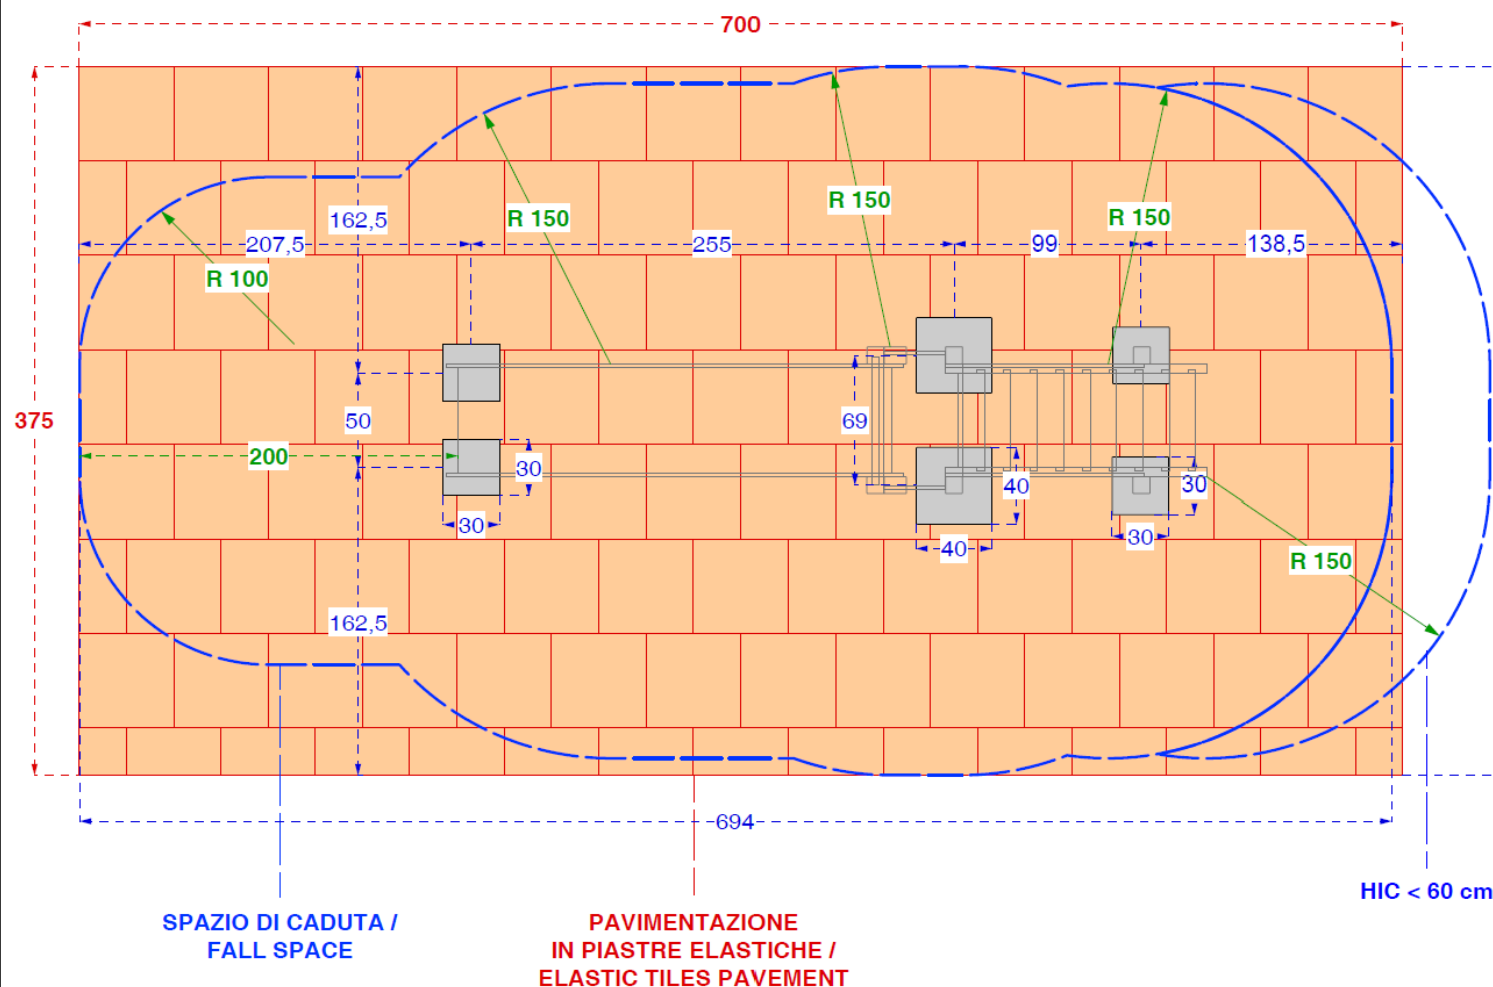 700
162,5
R 150
R 150
R 150
207,5
255
99
138,5
R 100
375
50
69
200
30
40
30
30
40
30
R 150
162,5
694
HIC < 60 cm
SPAZIO DI CADUTA /
FALL SPACE
PAVIMENTAZIONE
IN PIASTRE ELASTICHE /
ELASTIC TILES PAVEMENT